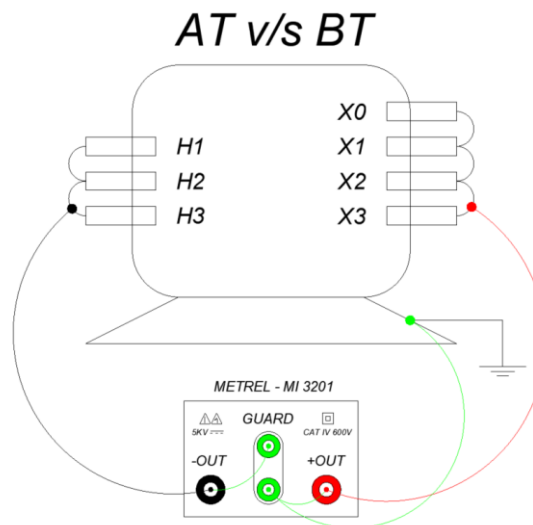 AT v/s BT
X0
H1 X1
H2 X2
H3 X3
METREL - MI 3201
5KV GUARD CAT IV 600V
-OUT +OUT